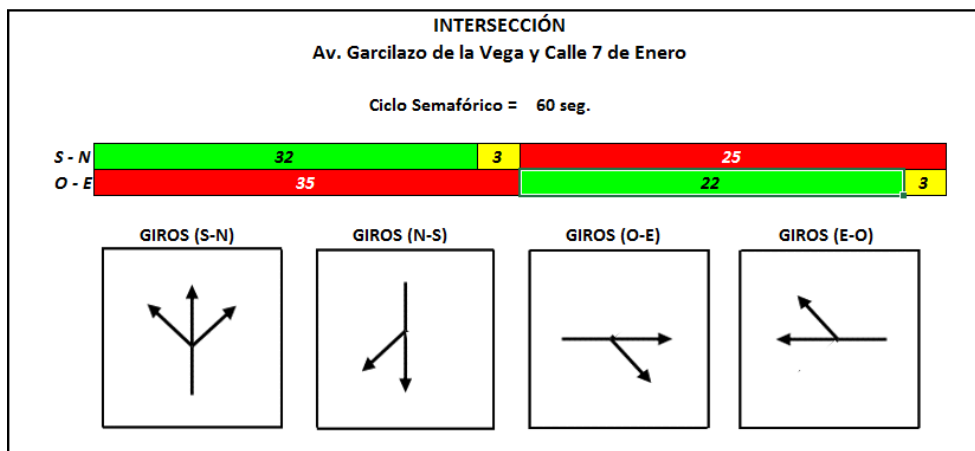 INTERSECCIÓN
Av. Garcilazo de la Vega y Calle 7 de Enero
Ciclo Semafórico = 60 seg.
S - N 32 3 25
O - E 35 22 3
GIROS (S-N) GIROS (N-S) GIROS (O-E) GIROS (E-O)